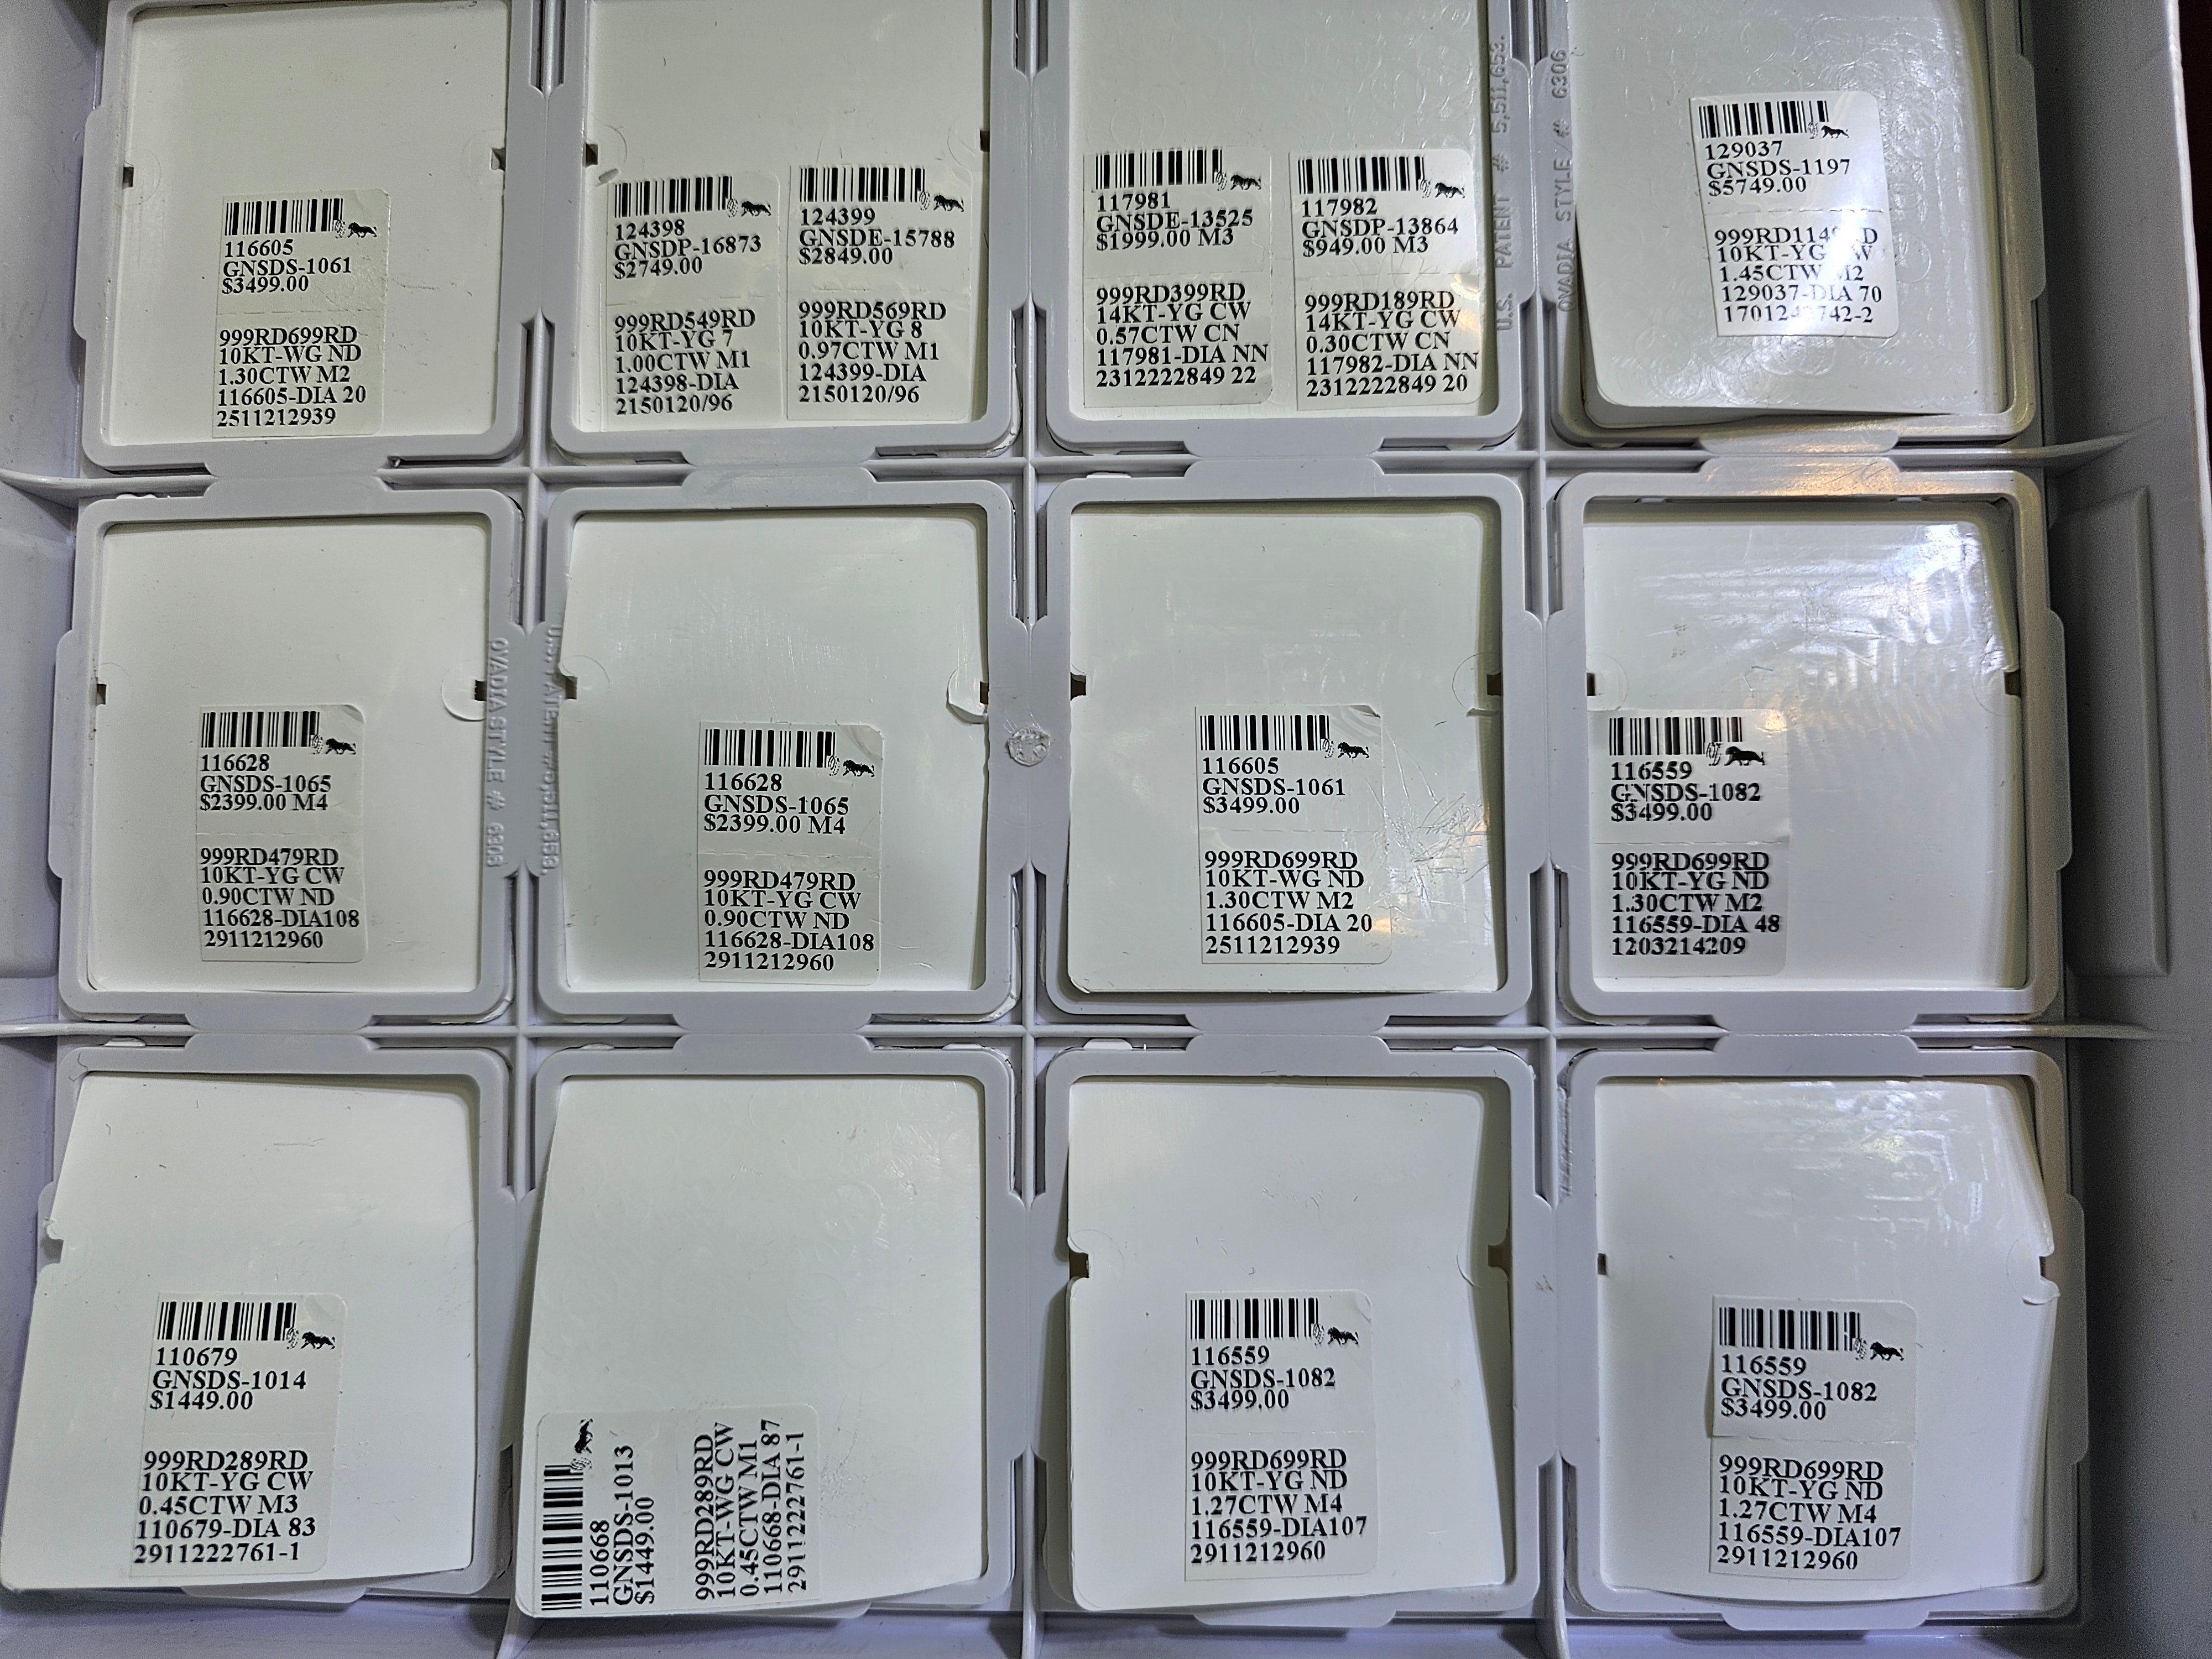 116605
GNSDS-1061
$3499.00
999RD699RD
10KT-WG ND
1.30CTW M2
116605-DIA 20
2511212939
124398
GNSDP-16873
$2749.00
999RD549RD
10KT-YG 7
1.00CTW M1
124398-DIA
2150120/96
124399
GNSDE-15788
$2849.00
999RD569RD
10KT-YG 8
0.97CTW M1
124399-DIA
2150120/96
117981
GNSDE-13525
$1999.00 M3
999RD399RD
14KT-YG CW
0.57CTW CN
117981-DIA NN
2312222849 22
117982
GNSDP-13864
$949.00 M3
999RD189RD
14KT-YG CW
0.30CTW CN
117982-DIA NN
2312222849 20
U.S. PATENT # 5,511,653.
OVADIA STYLE # 6306
129037
GNSDS-1197
$5749.00
999RD1149RD
10KT-YG CW
1.45CTW M2
129037-DIA 70
116628
GNSDS-1065
$2399.00 M4
999RD479RD
10KT-YG CW
0.90CTW ND
116628-DIA108
2911212960
OVADIA STYLE # 6306
116628
GNSDS-1065
$2399.00 M4
999RD479RD
10KT-YG CW
0.90CTW ND
116628-DIA108
2911212960
116605
GNSDS-1061
$3499.00
999RD699RD
10KT-WG ND
1.30CTW M2
116605-DIA 20
2511212939
116559
GNSDS-1082
$3499.00
999RD699RD
10KT-YG ND
1.30CTW M2
116559-DIA 48
1203214209
110679
GNSDS-1014
$1449.00
999RD289RD
10KT-YG CW
0.45CTW M3
110679-DIA 83
2911222761-1
110668
GNSDS-1013
$1449.00
999RD289RD
10KT-WG CW
0.45CTW M1
110668-DIA 87
2911222761-1
116559
GNSDS-1082
$3499.00
999RD699RD
10KT-YG ND
1.27CTW M4
116559-DIA107
2911212960
116559
GNSDS-1082
$3499.00
999RD699RD
10KT-YG ND
1.27CTW M4
116559-DIA107
2911212960